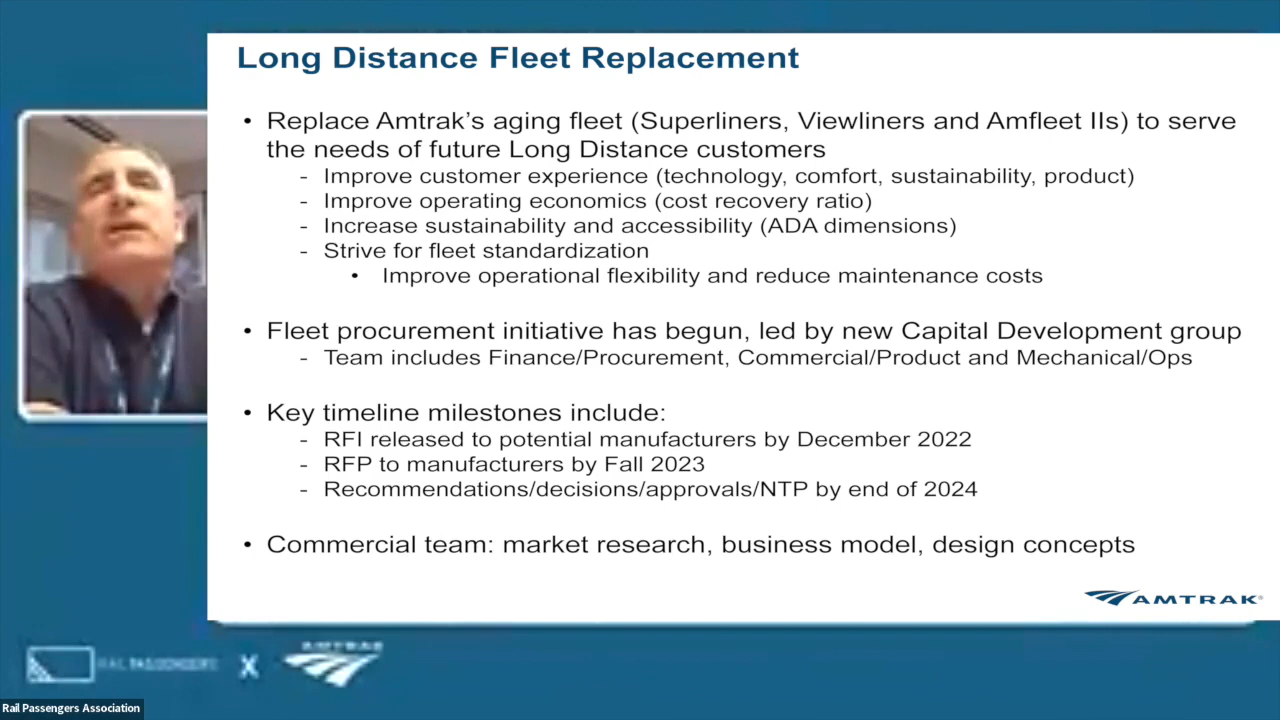 Long Distance Fleet Replacement
• Replace Amtrak's aging fleet (Superliners, Viewliners and Amfleet IIs) to serve
the needs of future Long Distance customers
- Improve customer experience (technology, comfort, sustainability, product)
- Improve operating economics (cost recovery ratio)
- Increase sustainability and accessibility (ADA dimensions)
- Strive for fleet standardization
• Improve operational flexibility and reduce maintenance costs
• Fleet procurement initiative has begun, led by new Capital Development group
- Team includes Finance/Procurement, Commercial/Product and Mechanical/Ops
• Key timeline milestones include:
- RFI released to potential manufacturers by December 2022
- RFP to manufacturers by Fall 2023
- Recommendations/decisions/approvals/NTP by end of 2024
• Commercial team: market research, business model, design concepts
AMTRAK®
RAIL PASSENGERS X AMTRAK
Rail Passengers Association